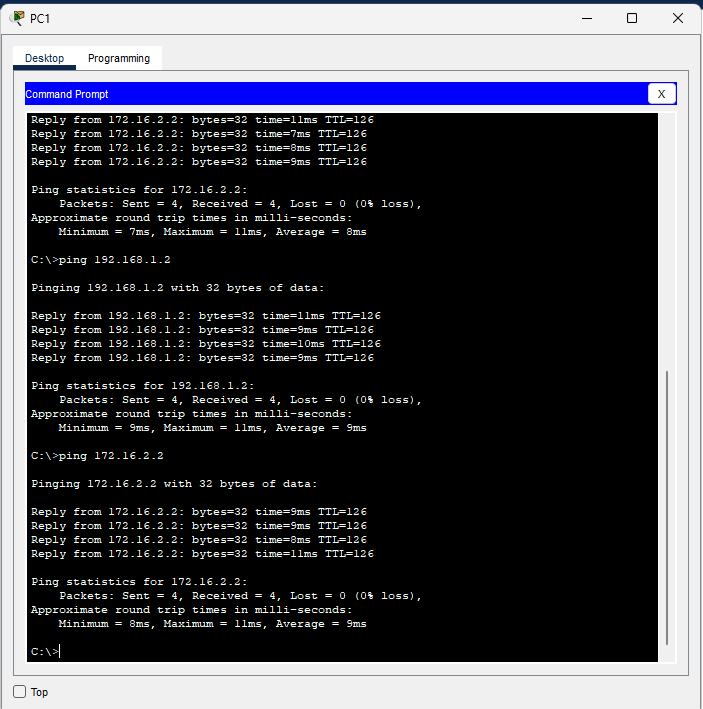 PC1
Desktop Programming
Command Prompt X
Reply from 172.16.2.2: bytes=32 time=11ms TTL=126
Reply from 172.16.2.2: bytes=32 time=7ms TTL=126
Reply from 172.16.2.2: bytes=32 time=8ms TTL=126
Reply from 172.16.2.2: bytes=32 time=9ms TTL=126
Ping statistics for 172.16.2.2:
Packets: Sent = 4, Received = 4, Lost = 0 (0% loss),
Approximate round trip times in milli-seconds:
Minimum = 7ms, Maximum = 11ms, Average = 8ms
C:\>ping 192.168.1.2
Pinging 192.168.1.2 with 32 bytes of data:
Reply from 192.168.1.2: bytes=32 time=11ms TTL=126
Reply from 192.168.1.2: bytes=32 time=9ms TTL=126
Reply from 192.168.1.2: bytes=32 time=10ms TTL=126
Reply from 192.168.1.2: bytes=32 time=9ms TTL=126
Ping statistics for 192.168.1.2:
Packets: Sent = 4, Received = 4, Lost = 0 (0% loss),
Approximate round trip times in milli-seconds:
Minimum = 9ms, Maximum = 11ms, Average = 9ms
C:\>ping 172.16.2.2
Pinging 172.16.2.2 with 32 bytes of data:
Reply from 172.16.2.2: bytes=32 time=9ms TTL=126
Reply from 172.16.2.2: bytes=32 time=9ms TTL=126
Reply from 172.16.2.2: bytes=32 time=8ms TTL=126
Reply from 172.16.2.2: bytes=32 time=11ms TTL=126
Ping statistics for 172.16.2.2:
Packets: Sent = 4, Received = 4, Lost = 0 (0% loss),
Approximate round trip times in milli-seconds:
Minimum = 8ms, Maximum = 11ms, Average = 9ms
C:\>
Top